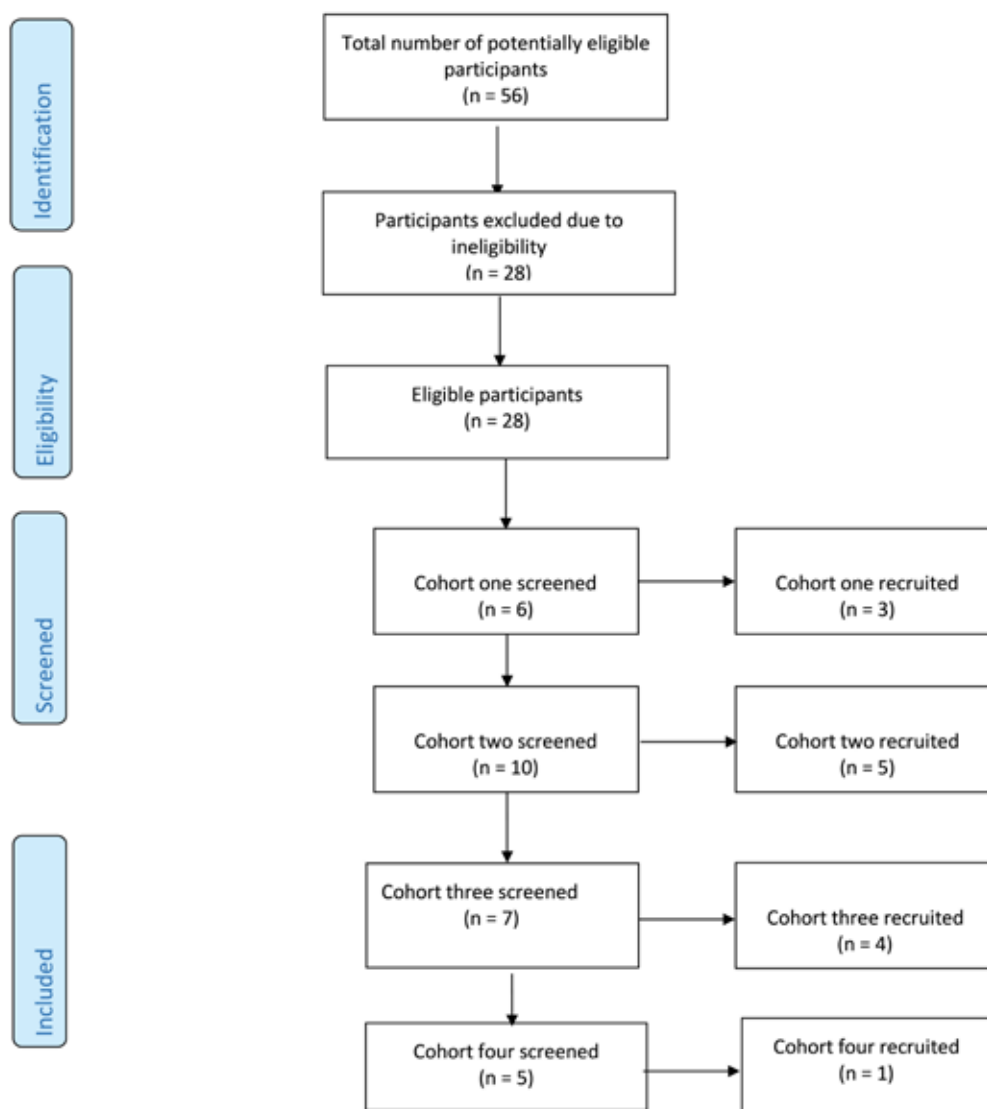 Identification
Total number of potentially eligible
participants
(n = 56)
Participants excluded due to
ineligibility
(n = 28)
Eligibility
Eligible participants
(n = 28)
Screened
Cohort one screened
(n = 6)
Cohort one recruited
(n = 3)
Cohort two screened
(n = 10)
Cohort two recruited
(n = 5)
Included
Cohort three screened
(n = 7)
Cohort three recruited
(n = 4)
Cohort four screened
(n = 5)
Cohort four recruited
(n = 1)